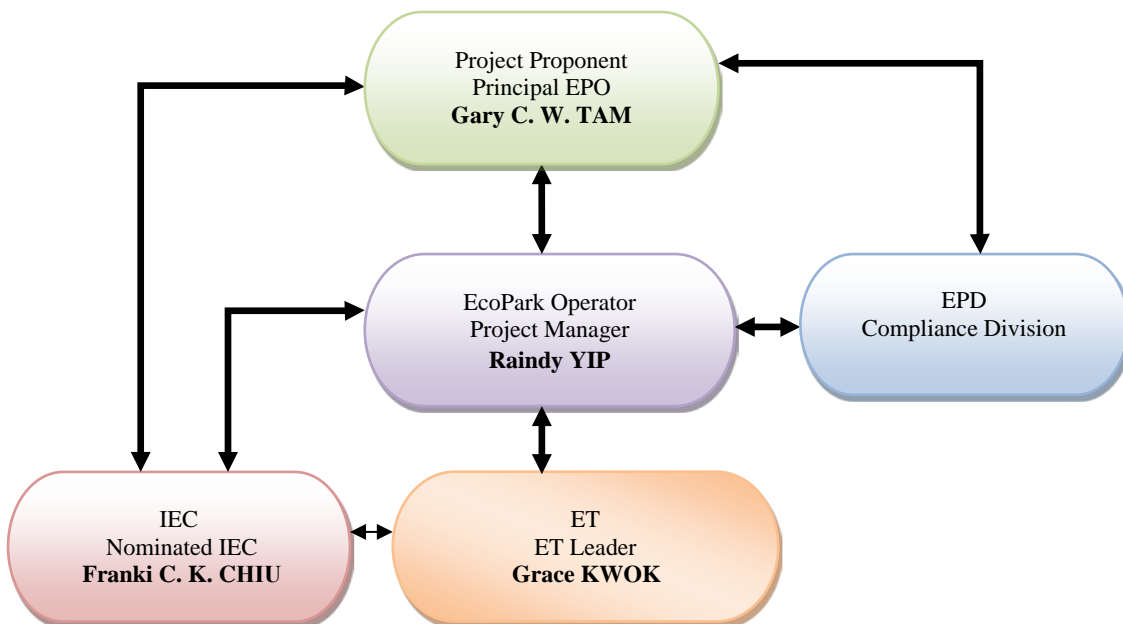 Project Proponent
Principal EPO
Gary C. W. TAM
EcoPark Operator
Project Manager
Raindy YIP
EPD
Compliance Division
IEC
Nominated IEC
Franki C. K. CHIU
ET
ET Leader
Grace KWOK